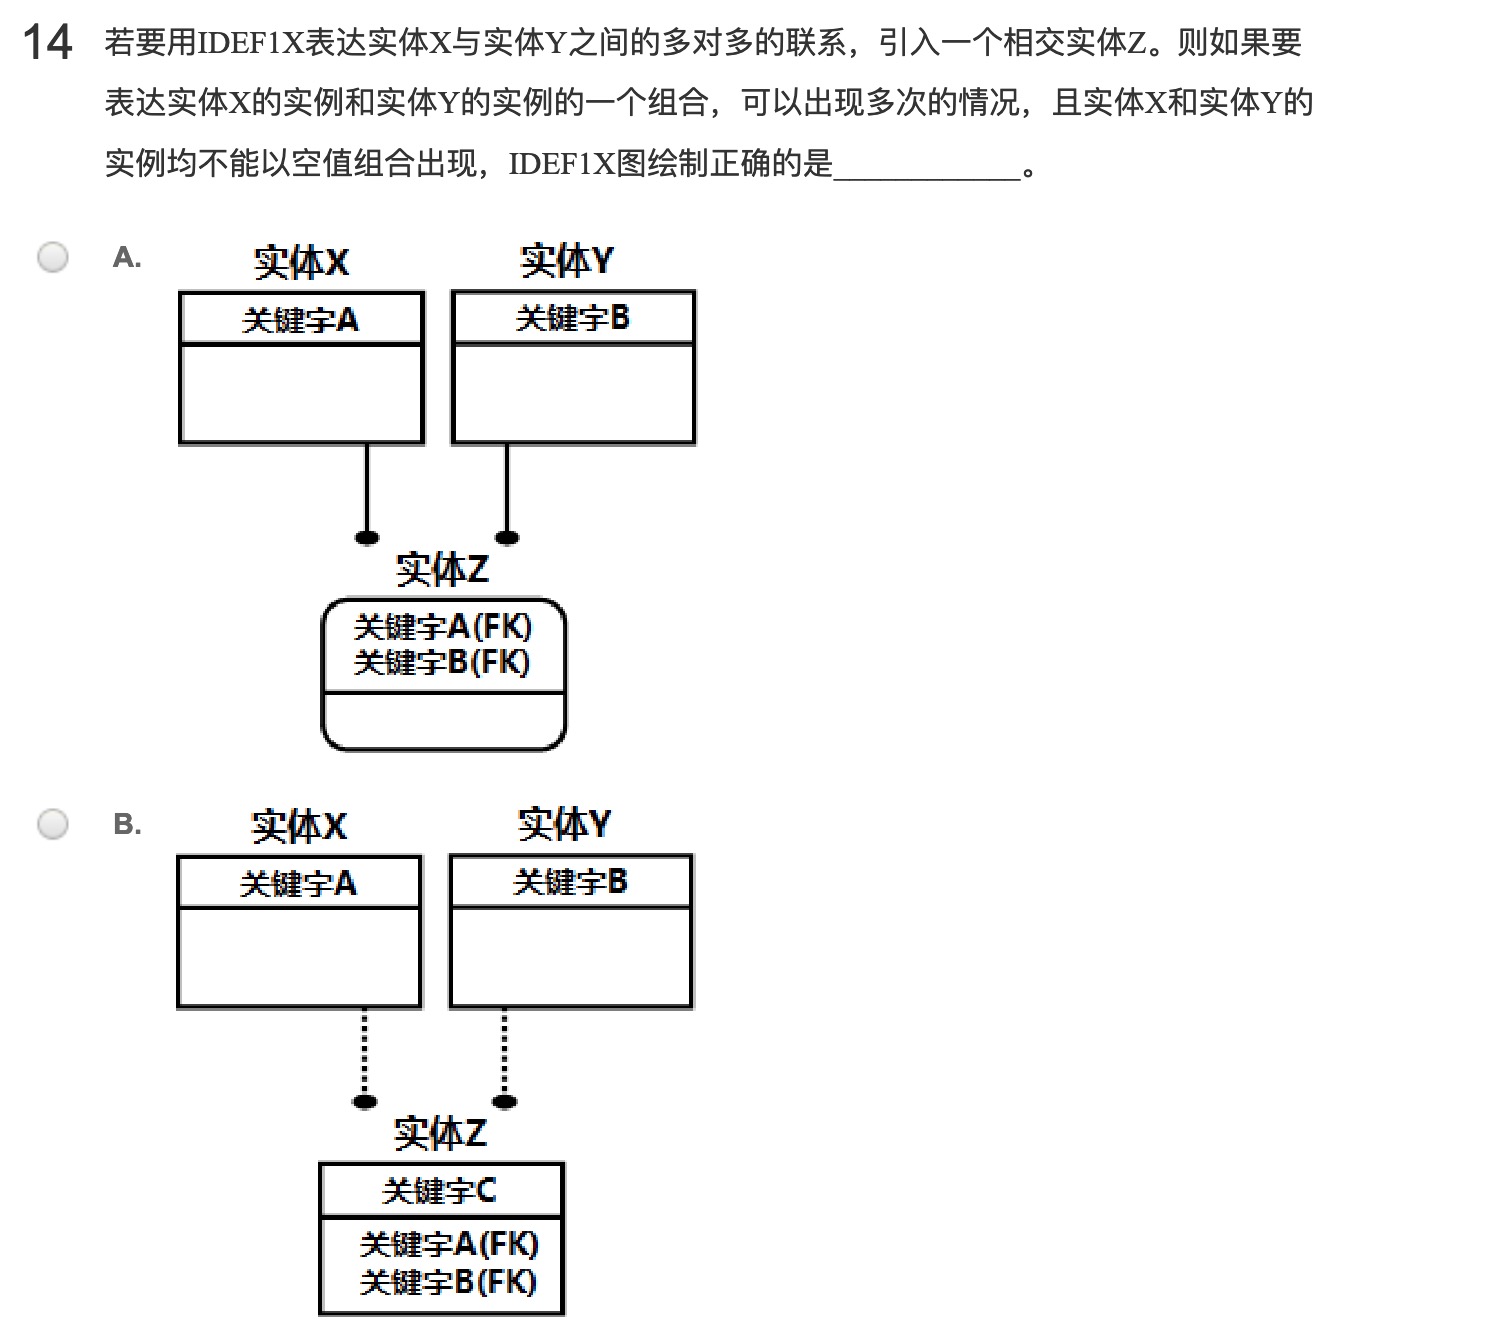 14 若要用IDEF1X表达实体X与实体Y之间的多对多的联系，引入一个相交实体Z。则如果要
表达实体X的实例和实体Y的实例的一个组合，可以出现多次的情况，且实体X和实体Y的
实例均不能以空值组合出现，IDEF1X图绘制正确的是____________。
A.
实体X 实体Y
关键字A 关键字B
实体Z
关键字A(FK)
关键字B(FK)
B.
实体X 实体Y
关键字A 关键字B
实体Z
关键字C
关键字A(FK)
关键字B(FK)